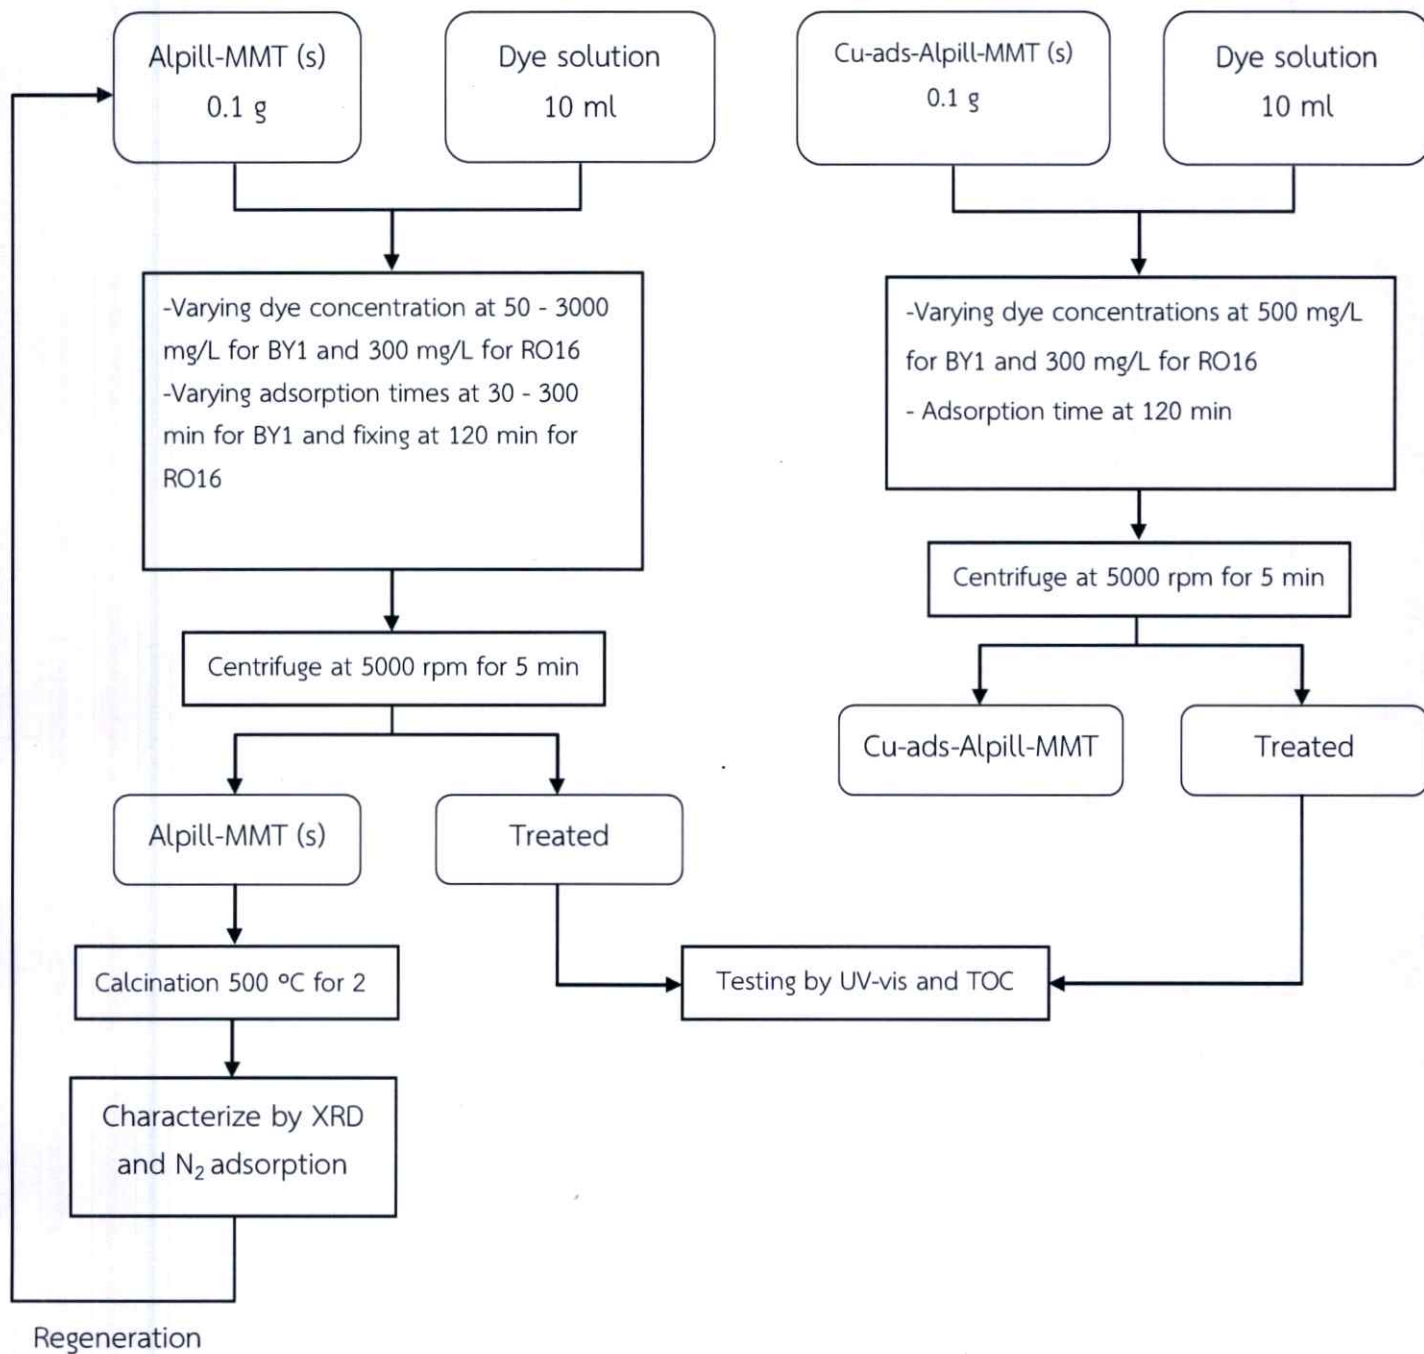 Alpill-MMT (s)
0.1 g
Dye solution
10 ml
Cu-ads-Alpill-MMT (s)
0.1 g
Dye solution
10 ml
-Varying dye concentration at 50 - 3000
mg/L for BY1 and 300 mg/L for RO16
-Varying adsorption times at 30 - 300
min for BY1 and fixing at 120 min for
RO16
-Varying dye concentrations at 500 mg/L
for BY1 and 300 mg/L for RO16
- Adsorption time at 120 min
Centrifuge at 5000 rpm for 5 min
Centrifuge at 5000 rpm for 5 min
Alpill-MMT (s)
Treated
Cu-ads-Alpill-MMT
Treated
Calcination 500 ºC for 2
Testing by UV-vis and TOC
Characterize by XRD
and N₂ adsorption
Regeneration